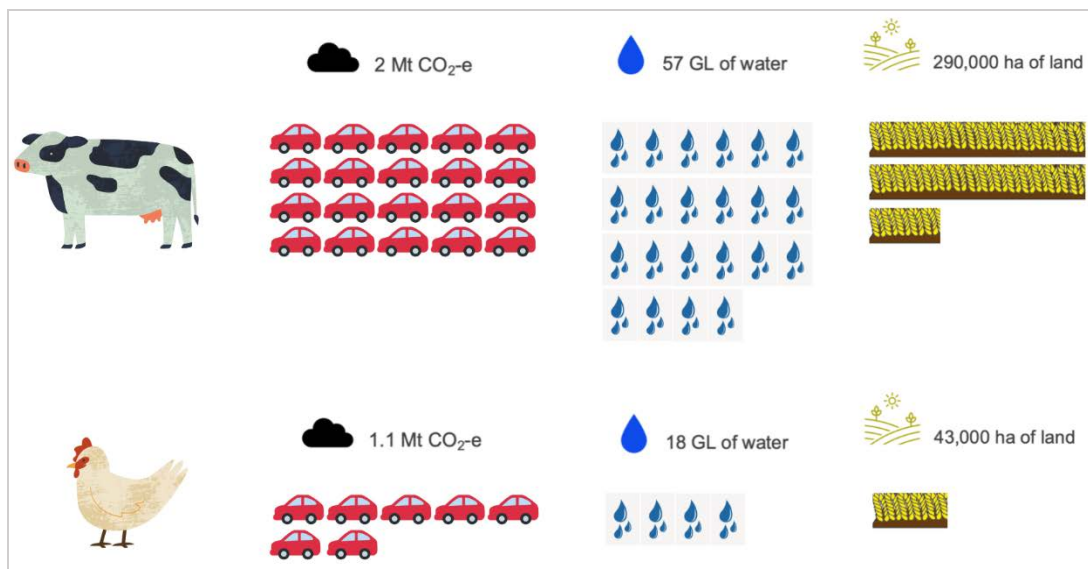 2 Mt CO₂-e
57 GL of water
290,000 ha of land
1.1 Mt CO₂-e
18 GL of water
43,000 ha of land